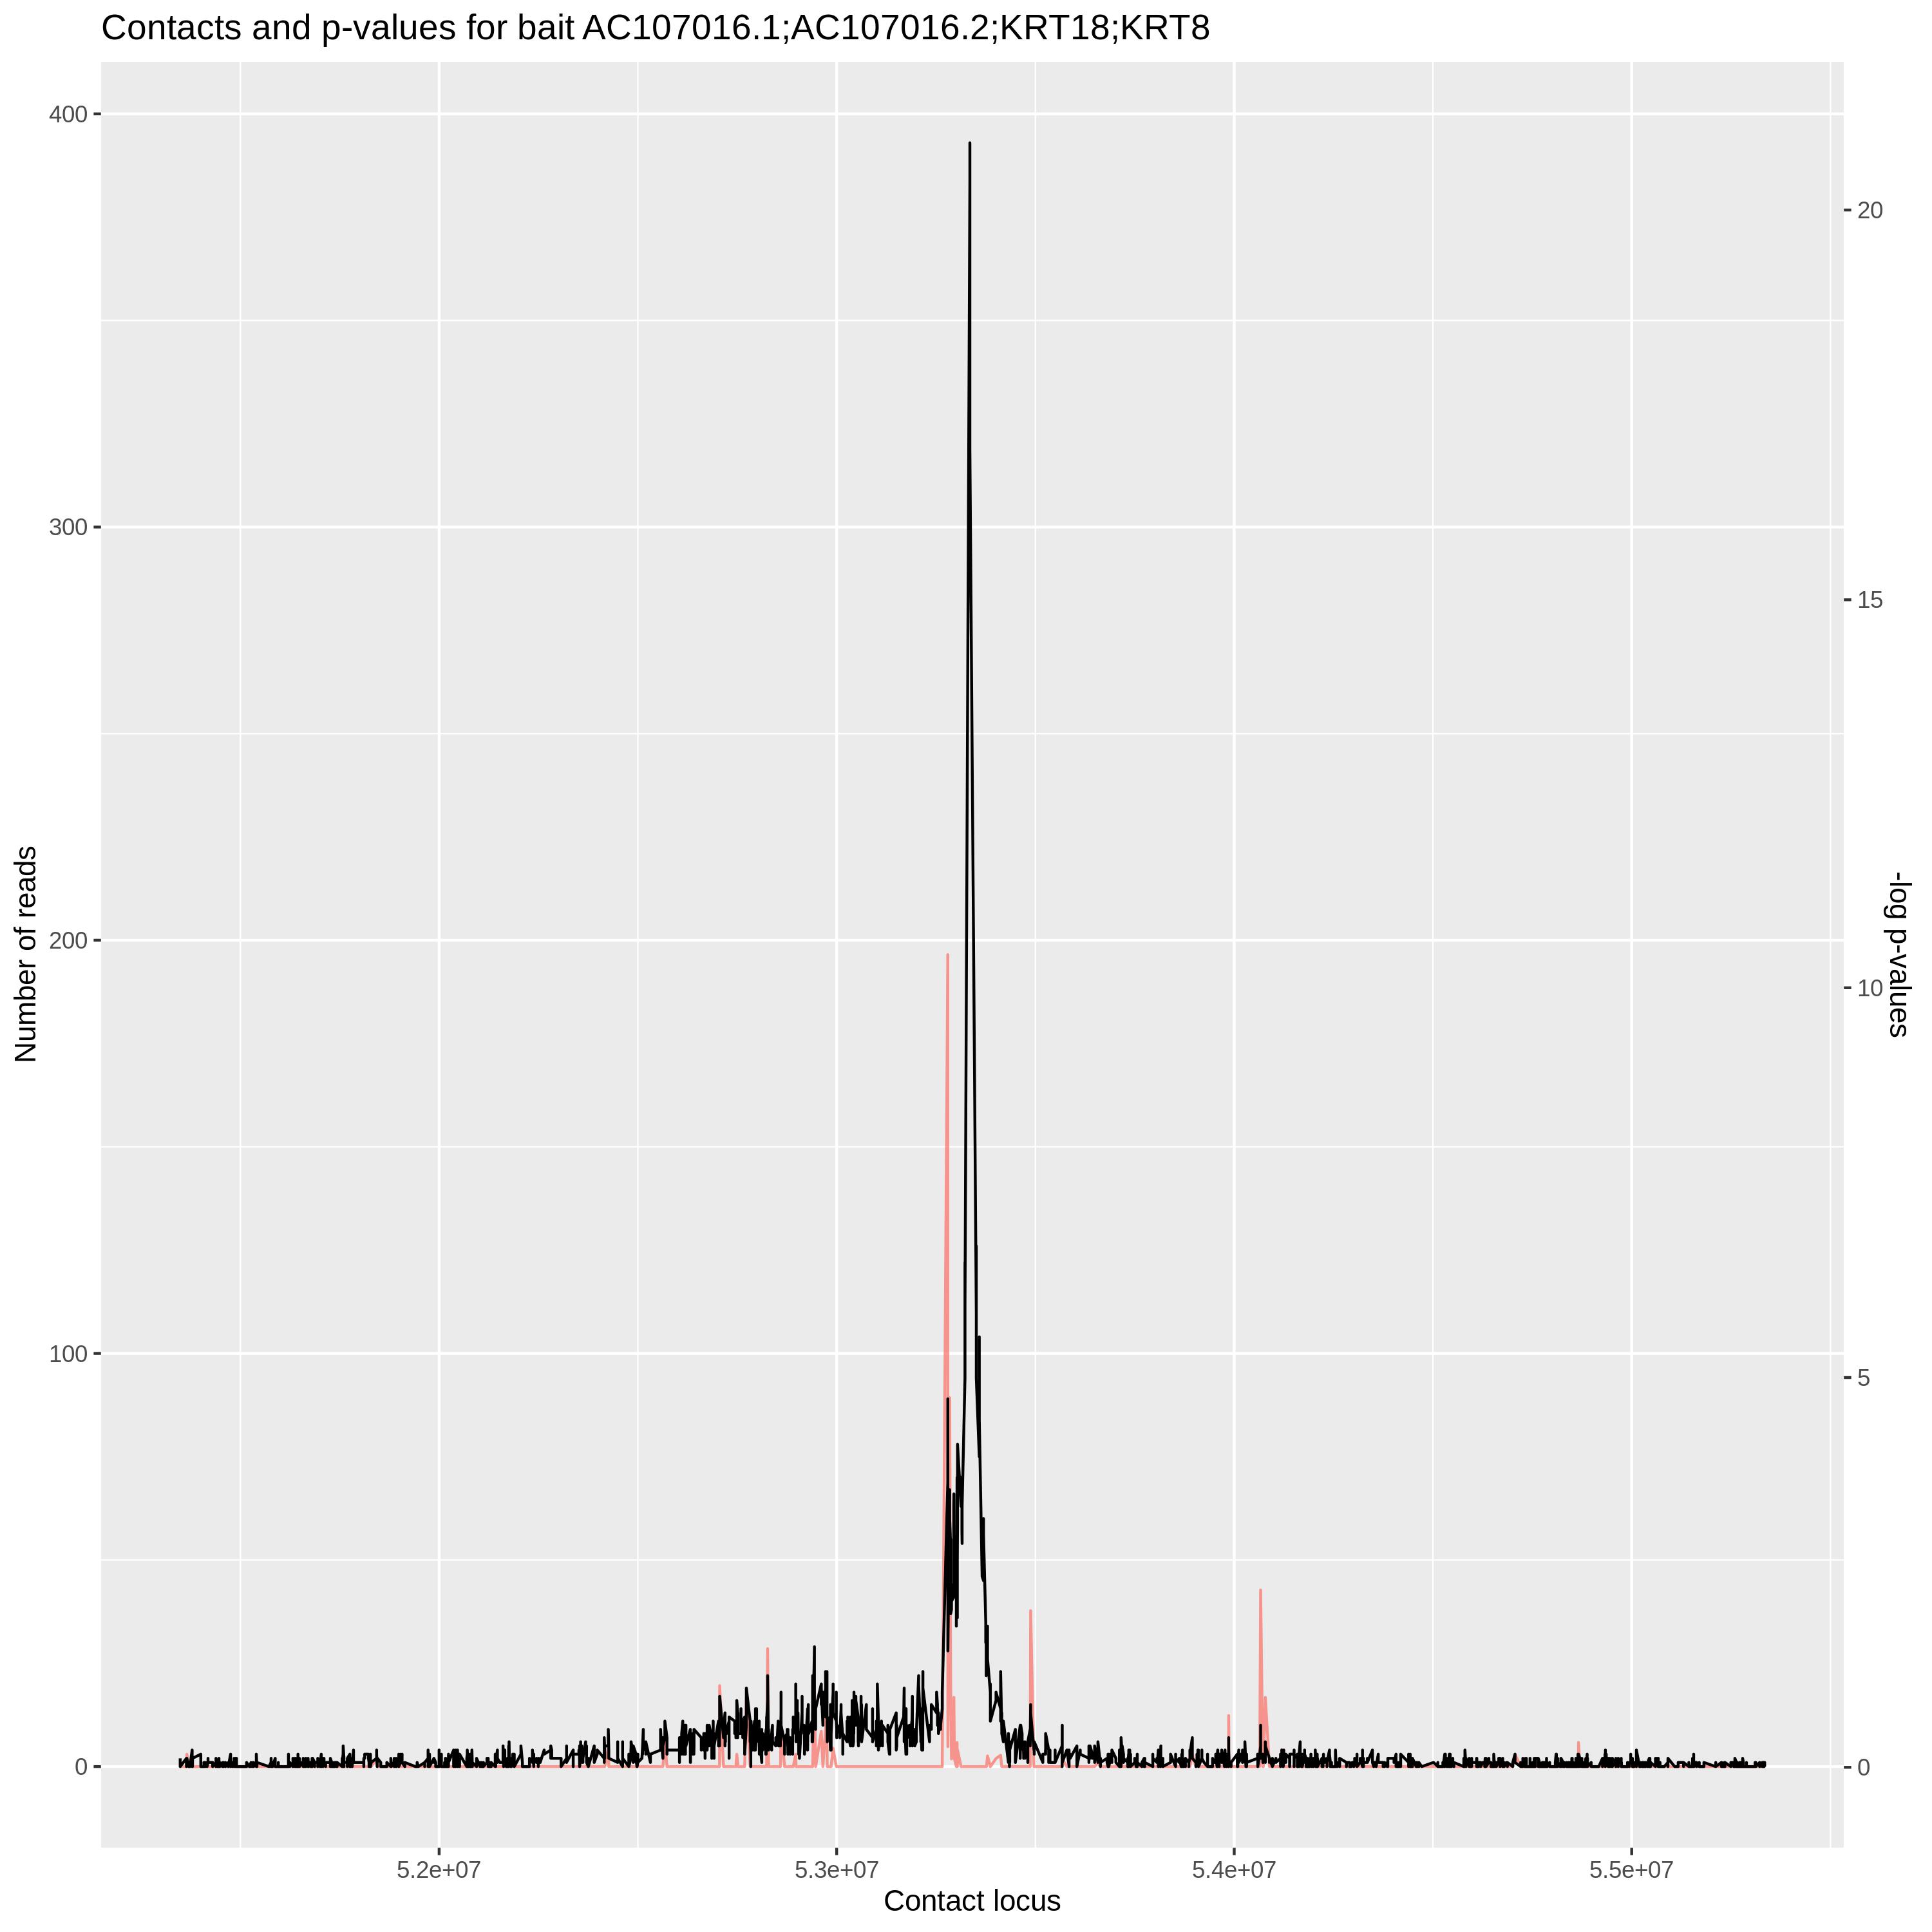 Contacts and p-values for bait AC107016.1;AC107016.2;KRT18;KRT8
400
300
200
100
0
Number of reads
20
15
10
5
0
-log p-values
5.2e+07 5.3e+07 5.4e+07 5.5e+07
Contact locus